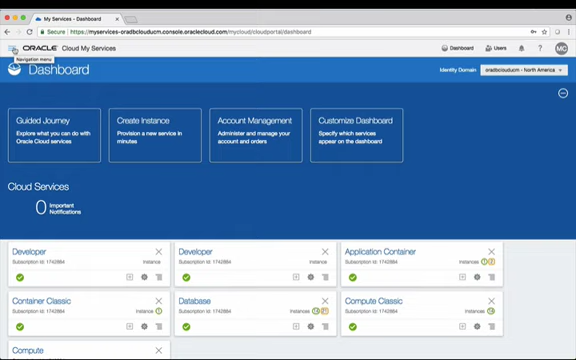 My Services - Dashboard
Secure https://myservices-oradbclouducm.console.oraclecloud.com/mycloud/cloudportal/dashboard
ORACLE Cloud My Services
Dashboard
Users
MC
Navigation menu
Dashboard
Identity Domain
oradbclouducm - North America
Guided Journey
Explore what you can do with
Oracle Cloud services
Create Instance
Provision a new service in
minutes
Account Management
Administer and manage your
account and orders
Customize Dashboard
Specify which services
appear on the dashboard
Cloud Services
0 Important
Notifications
Developer
Subscription Id: 1742884
Instance
Developer
Subscription Id: 1742884
Instance
Application Container
Subscription Id: 1742884
Instances
Container Classic
Subscription Id: 1742884
Instance
Database
Subscription Id: 1742884
Instances
Compute Classic
Subscription Id: 1742884
Instances
Compute